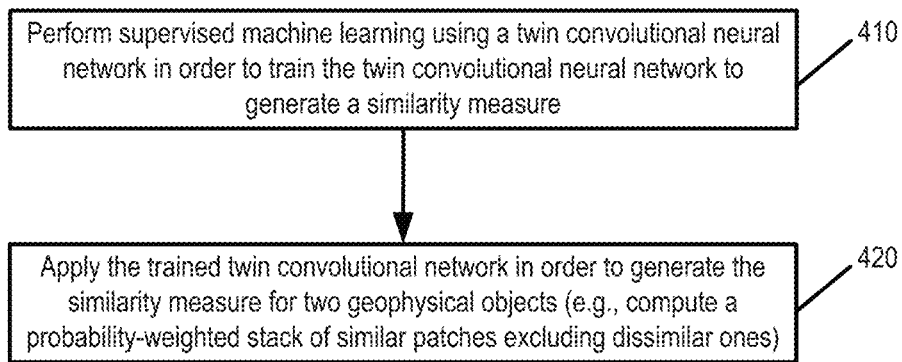 Perform supervised machine learning using a twin convolutional neural
network in order to train the twin convolutional neural network to
generate a similarity measure
410
Apply the trained twin convolutional network in order to generate the
similarity measure for two geophysical objects (e.g., compute a
probability-weighted stack of similar patches excluding dissimilar ones)
420